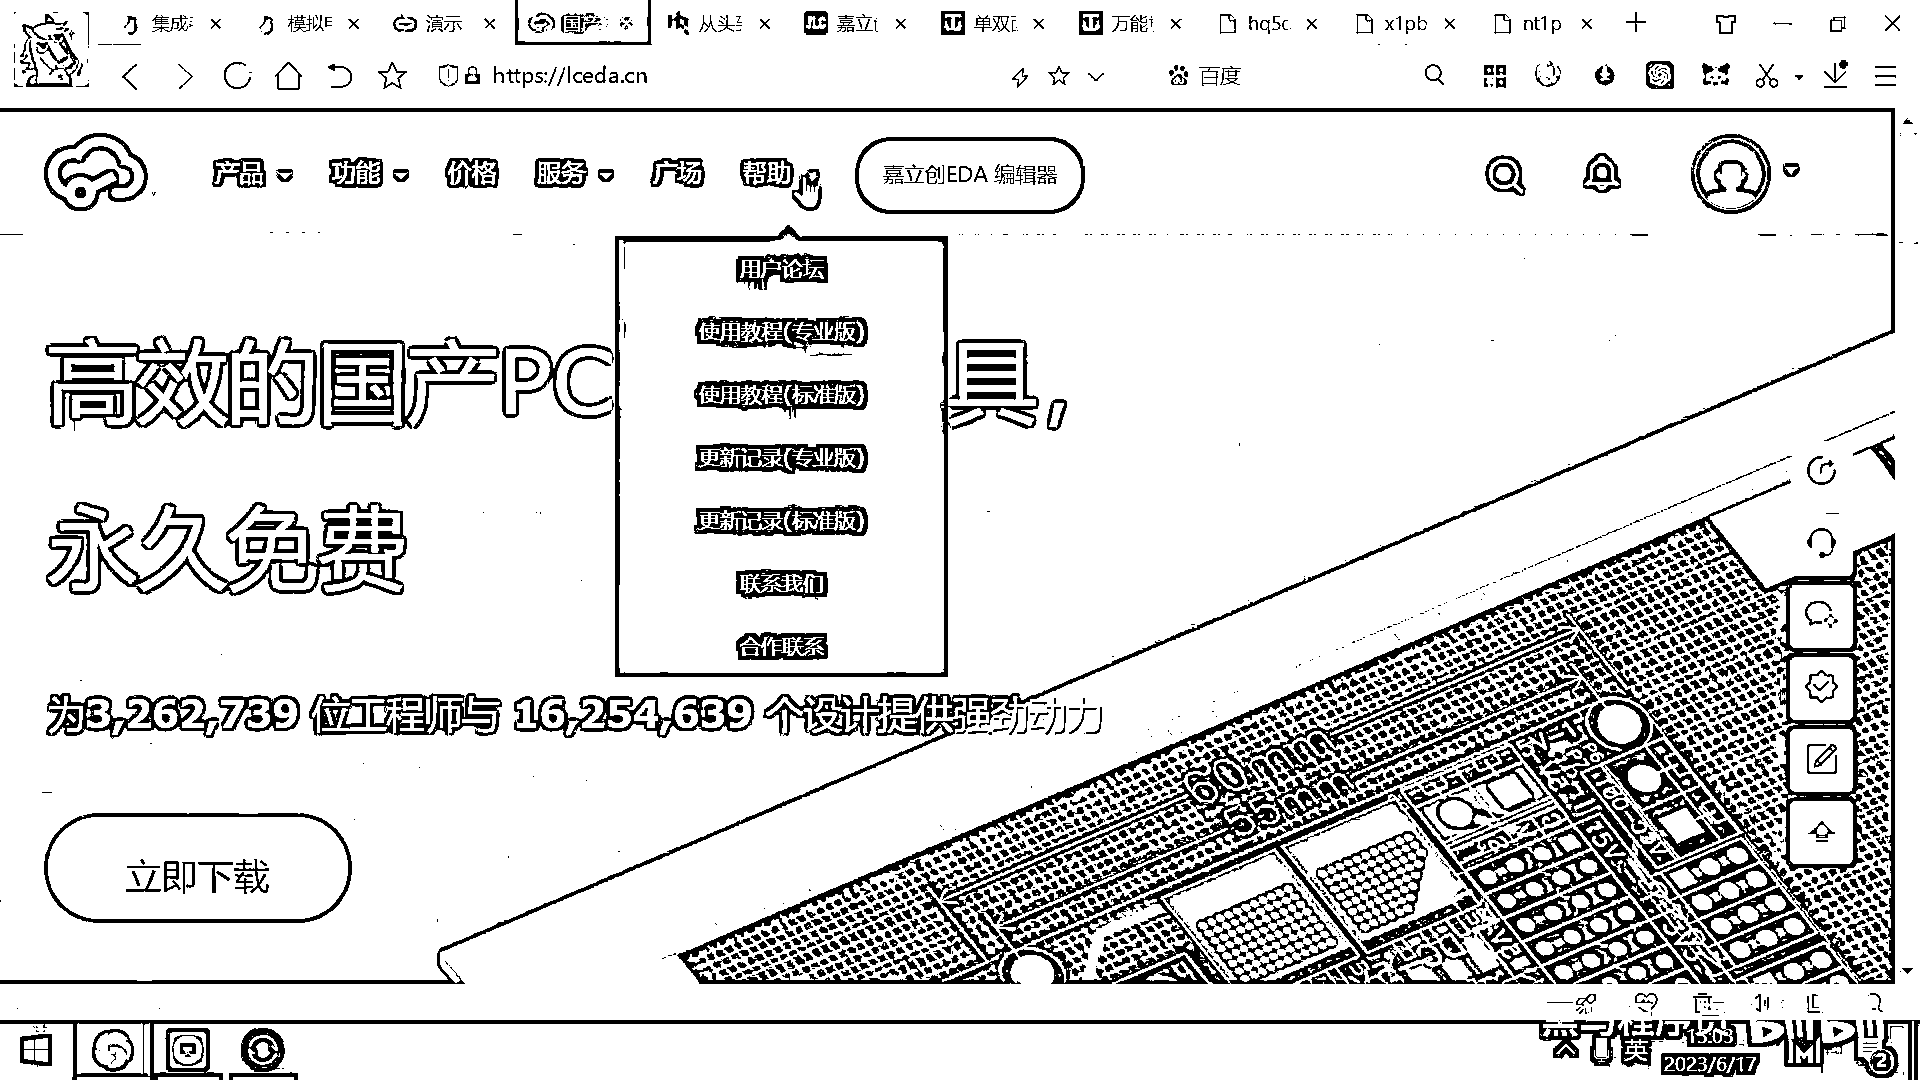 集成 模拟 演示 国产 从头 嘉立 单双 万能 hq5c x1pb nt1p
https://lceda.cn 百度
产品 功能 价格 服务 广场 帮助 嘉立创EDA 编辑器
用户论坛
使用教程(专业版)
使用教程(标准版)
更新记录(专业版)
更新记录(标准版)
联系我们
合作联系
高效的国产PC 具,
永久免费
为3,262,739 位工程师与 16,254,639 个设计提供强劲动力
60 mm
55mm
立即下载
英 15:03
2023/6/17
2